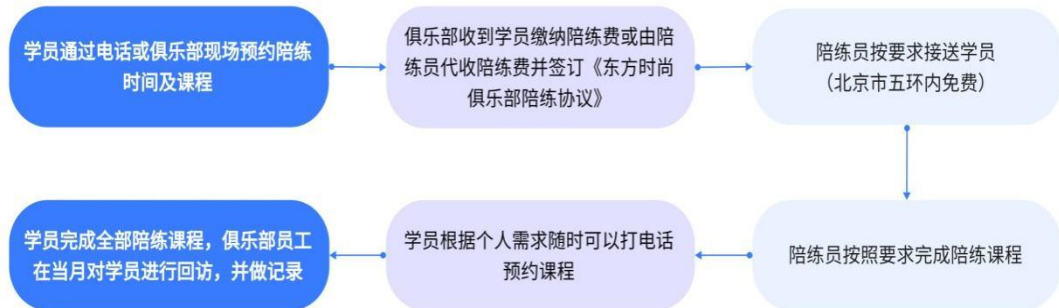 学员通过电话或俱乐部现场预约陪练
时间及课程
俱乐部收到学员缴纳陪练费或由陪
练员代收陪练费并签订《东方时尚
俱乐部陪练协议》
陪练员按要求接送学员
（北京市五环内免费）
陪练员按照要求完成陪练课程
学员根据个人需求随时可以打电话
预约课程
学员完成全部陪练课程，俱乐部员工
在当月对学员进行回访，并做记录